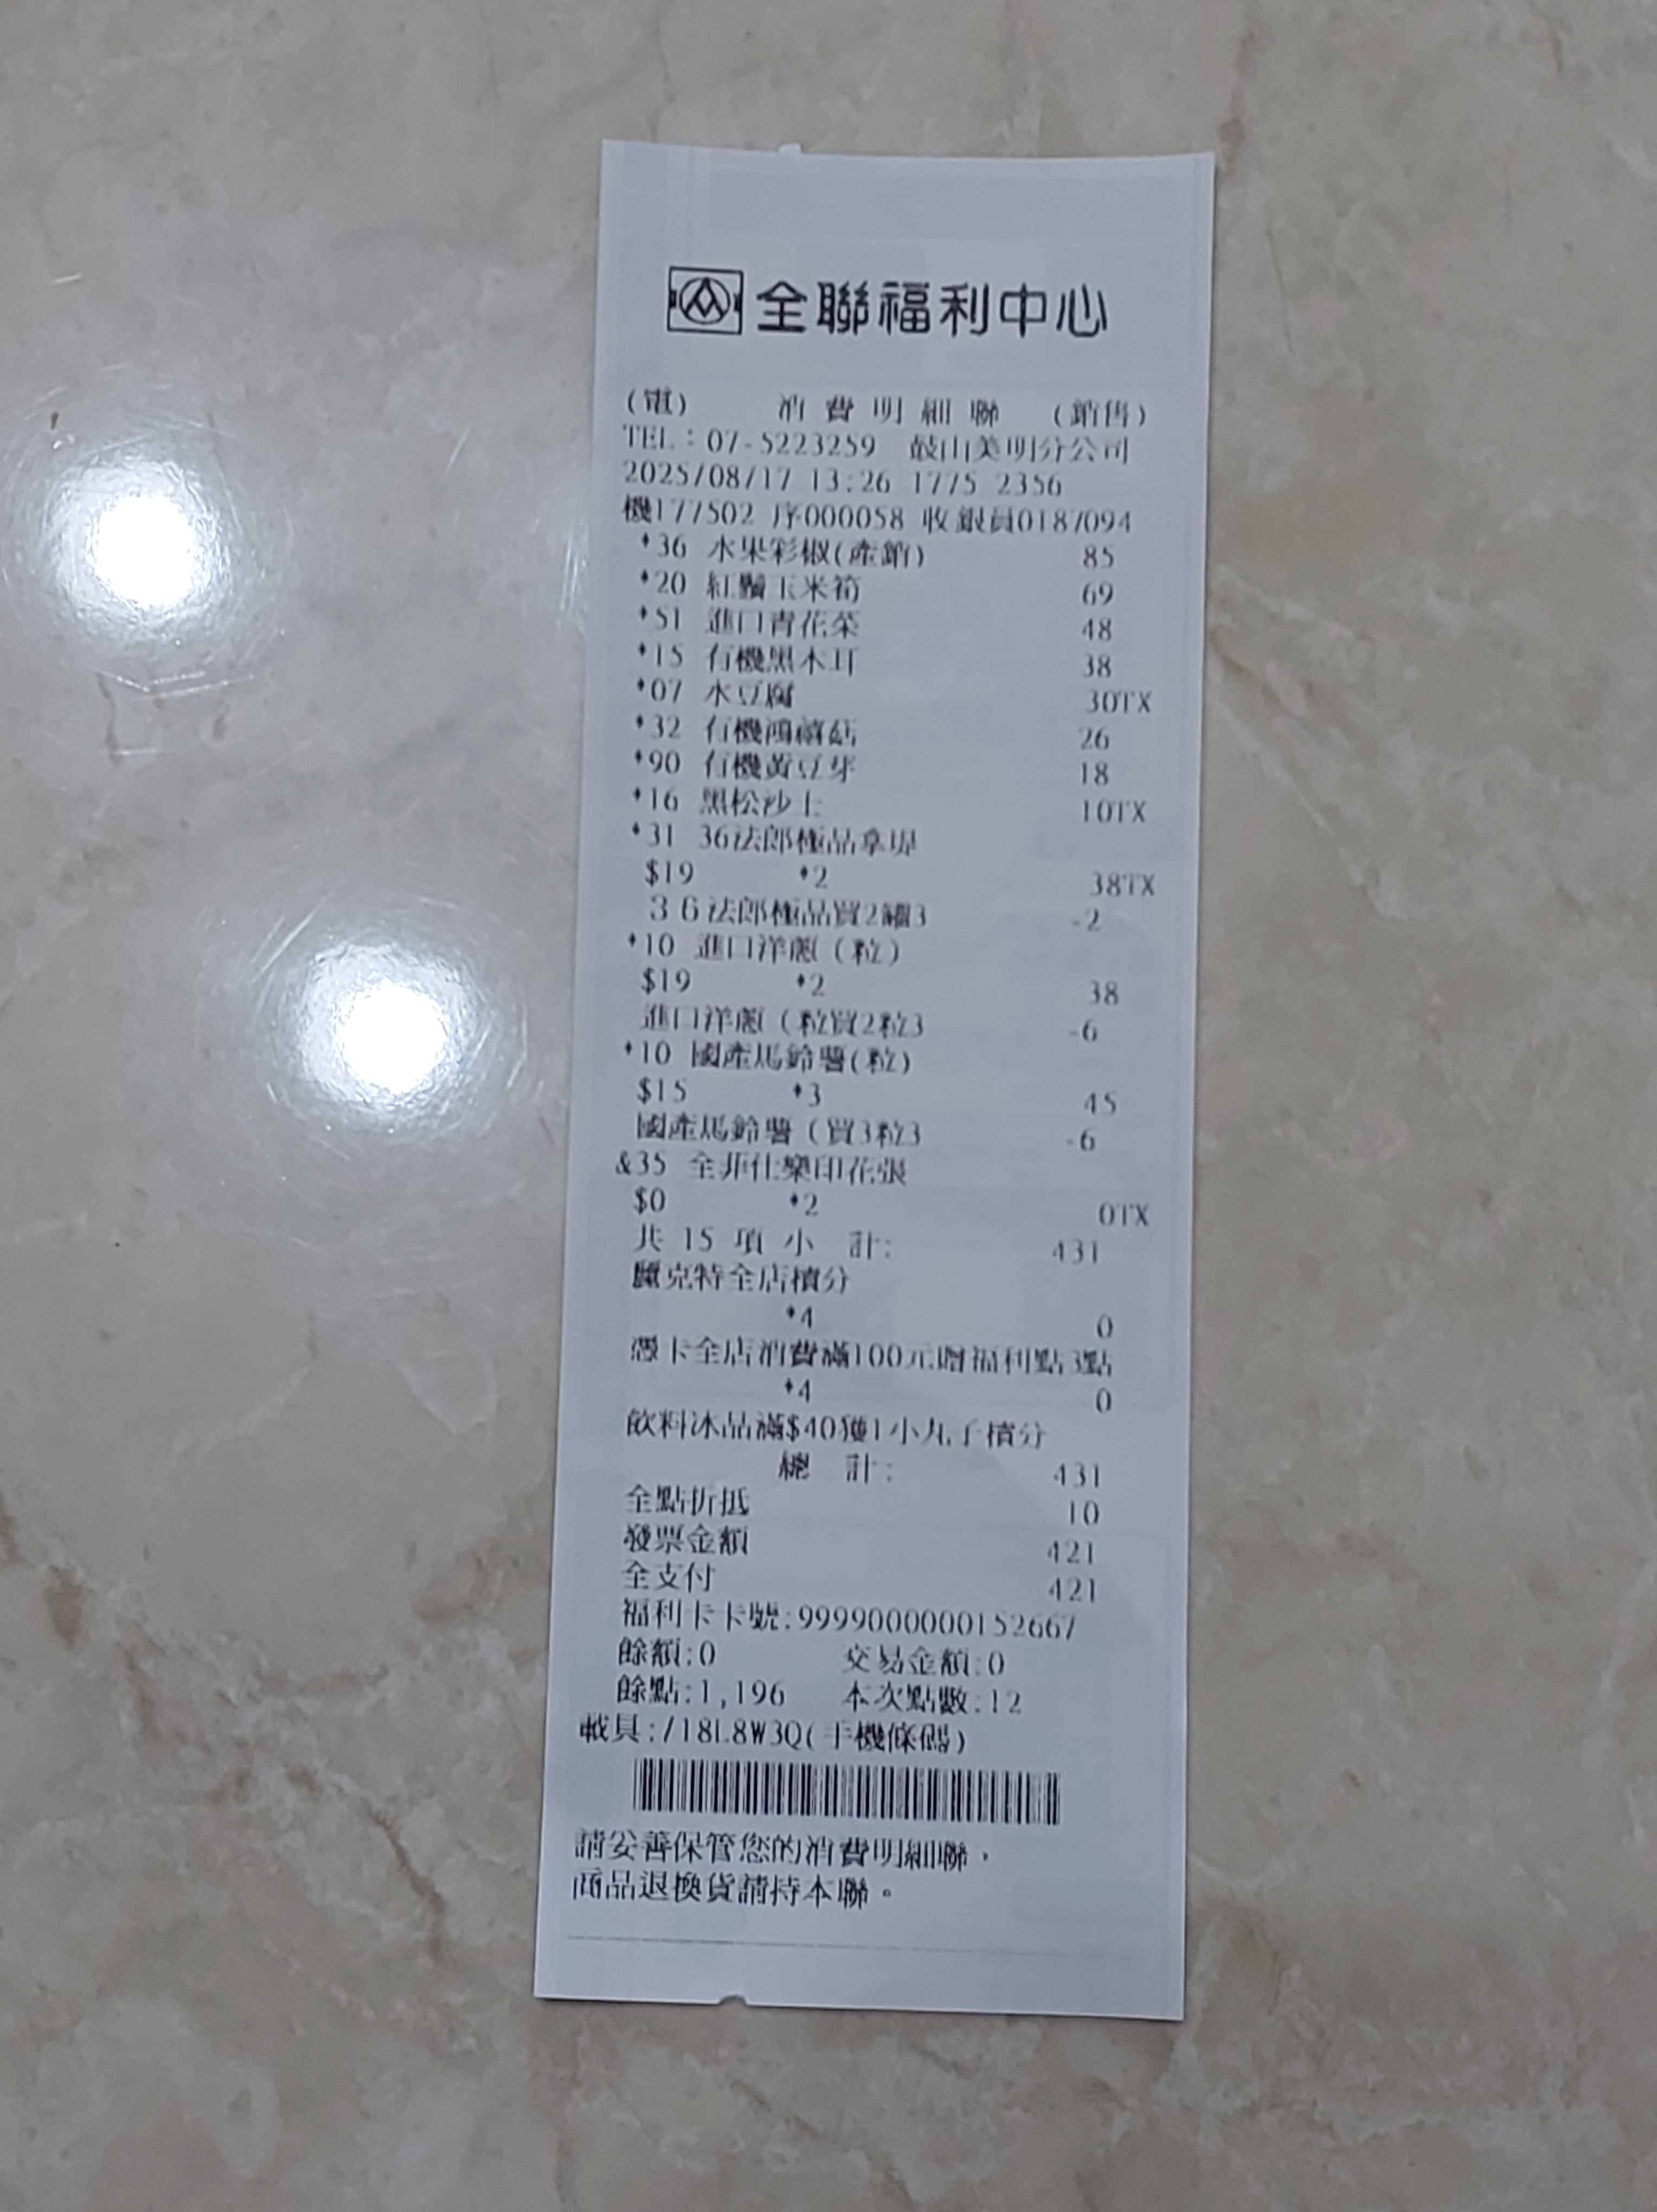 全聯福利中心
(電) 消費明細聯 (銷售)
TEL:07-5223259 鼓山美明分公司
2025/08/17 13:26 1775 2356
機177502 序000058 收銀員0187094
*36 水果彩椒(產銷) 85
*20 紅鬚玉米筍 69
*51 進口青花菜 48
*15 有機黑木耳 38
*07 水豆腐 30TX
*32 有機鴻禧菇 26
*90 有機黃豆芽 18
*16 黑松沙士 10TX
*31 36法郎極品拿堤
$19 *2 38TX
36法郎極品買2罐3 -2
*10 進口洋蔥(粒)
$19 *2 38
進口洋蔥(粒買2粒3 -6
*10 國產馬鈴薯(粒)
$15 *3 45
國產馬鈴薯(買3粒3 -6
&35 全菲仕樂印花張
$0 *2 0TX
共 15 項 小 計: 431
麗克特全店積分
*4 0
憑卡全店消費滿100元贈福利點3點
*4 0
飲料冰品滿$40獲1小丸子積分
總 計: 431
全點折抵 10
發票金額 421
全支付 421
福利卡卡號:9999000000152667
餘額:0 交易金額:0
餘點:1,196 本次點數:12
載具:/18L8W3Q(手機條碼)
請妥善保管您的消費明細聯，
商品退換貨請持本聯。